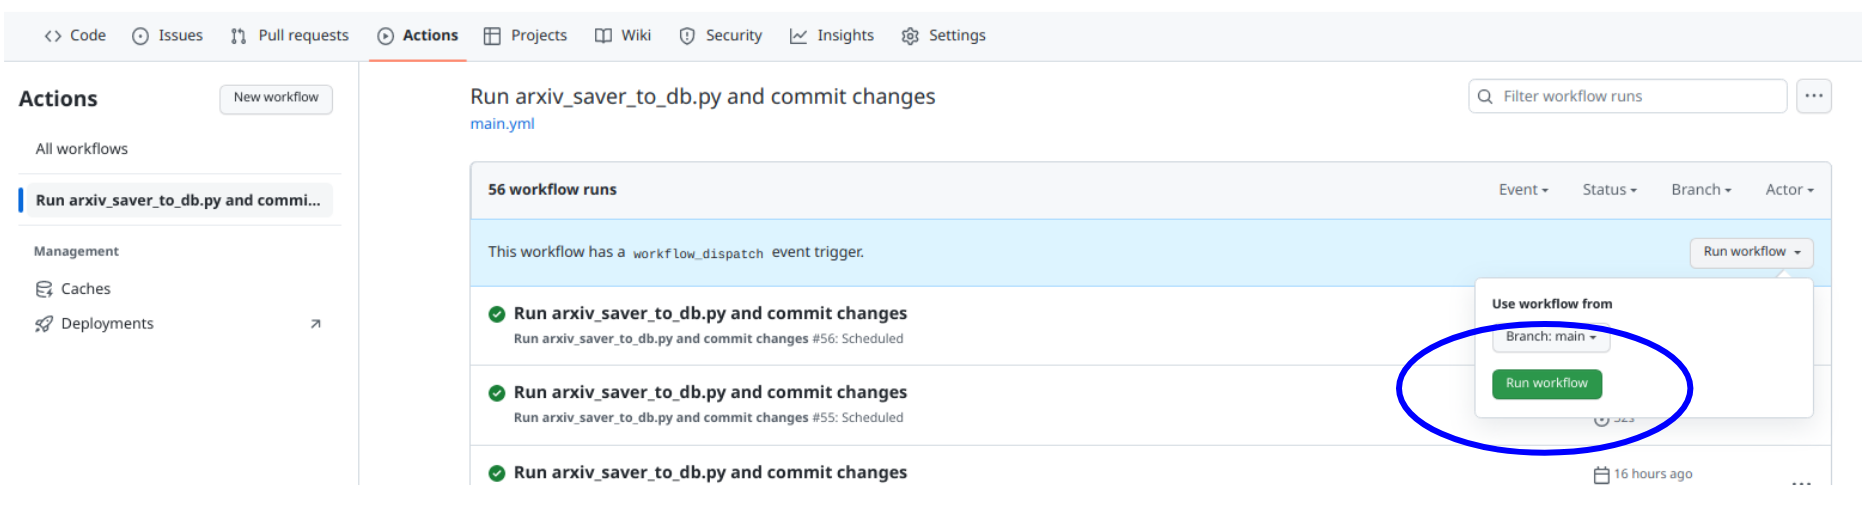 Code Issues Pull requests Actions Projects Wiki Security Insights Settings
Actions
New workflow
All workflows
Run arxiv_saver_to_db.py and commi...
Management
Caches
Deployments
Run arxiv_saver_to_db.py and commit changes
main.yml
Filter workflow runs
56 workflow runs
Event Status Branch Actor
This workflow has a workflow_dispatch event trigger.
Run workflow
Use workflow from
Branch: main
Run workflow
Run arxiv_saver_to_db.py and commit changes
Run arxiv_saver_to_db.py and commit changes #56: Scheduled
Run arxiv_saver_to_db.py and commit changes
Run arxiv_saver_to_db.py and commit changes #55: Scheduled
Run arxiv_saver_to_db.py and commit changes
16 hours ago